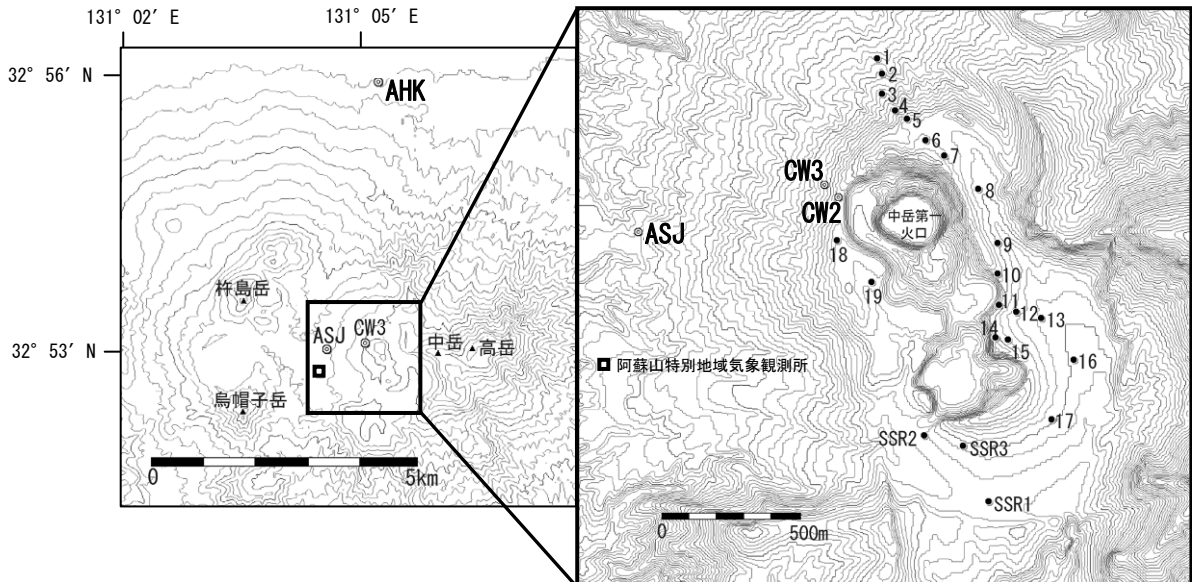 131° 02′ E
131° 05′ E
32° 56′ N
AHK
杵島岳
ASJ
CW3
中岳
高岳
32° 53′ N
烏帽子岳
0
5km
1
2
3
4
5
6
7
CW3
8
CW2
中岳第一
火口
ASJ
18
9
10
19
11
12
13
14
15
16
阿蘇山特別地域気象観測所
17
SSR2
SSR3
SSR1
0
500m